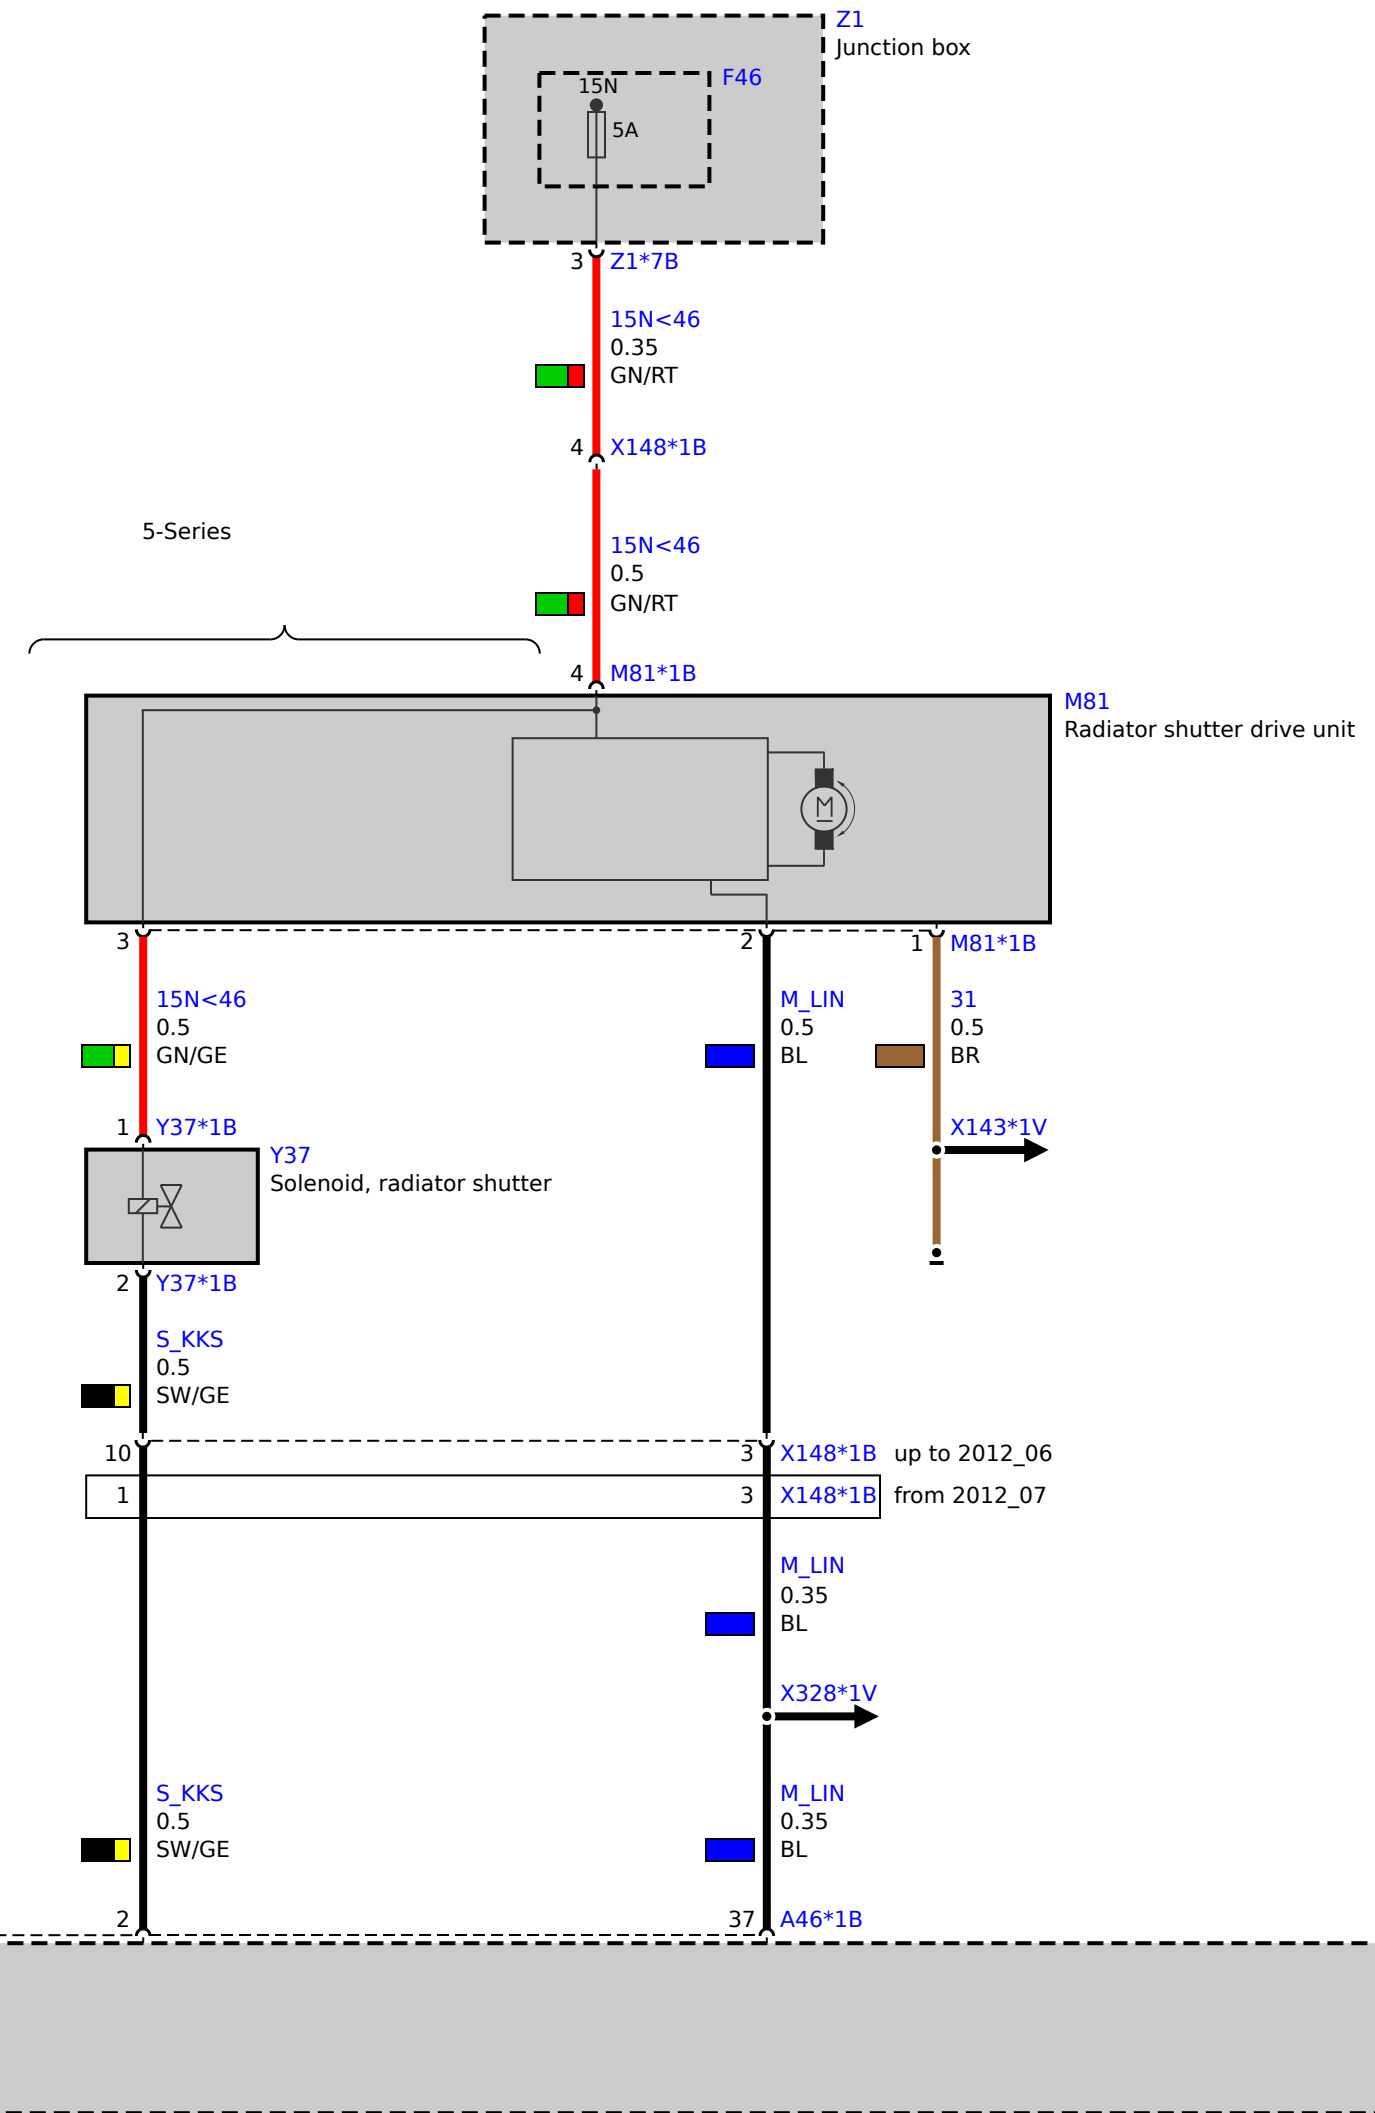 Z1
Junction box
F46
15N
5A
3 Z1*7B
15N<46
0.35
GN/RT
4 X148*1B
5-Series
15N<46
0.5
GN/RT
4 M81*1B
M81
Radiator shutter drive unit
M
3 2 1 M81*1B
15N<46
0.5
GN/GE
M_LIN
0.5
BL
31
0.5
BR
1 Y37*1B
X143*1V
Y37
Solenoid, radiator shutter
2 Y37*1B
S_KKS
0.5
SW/GE
10 3 X148*1B up to 2012_06
1 3 X148*1B from 2012_07
M_LIN
0.35
BL
X328*1V
S_KKS
0.5
SW/GE
M_LIN
0.35
BL
2 37 A46*1B